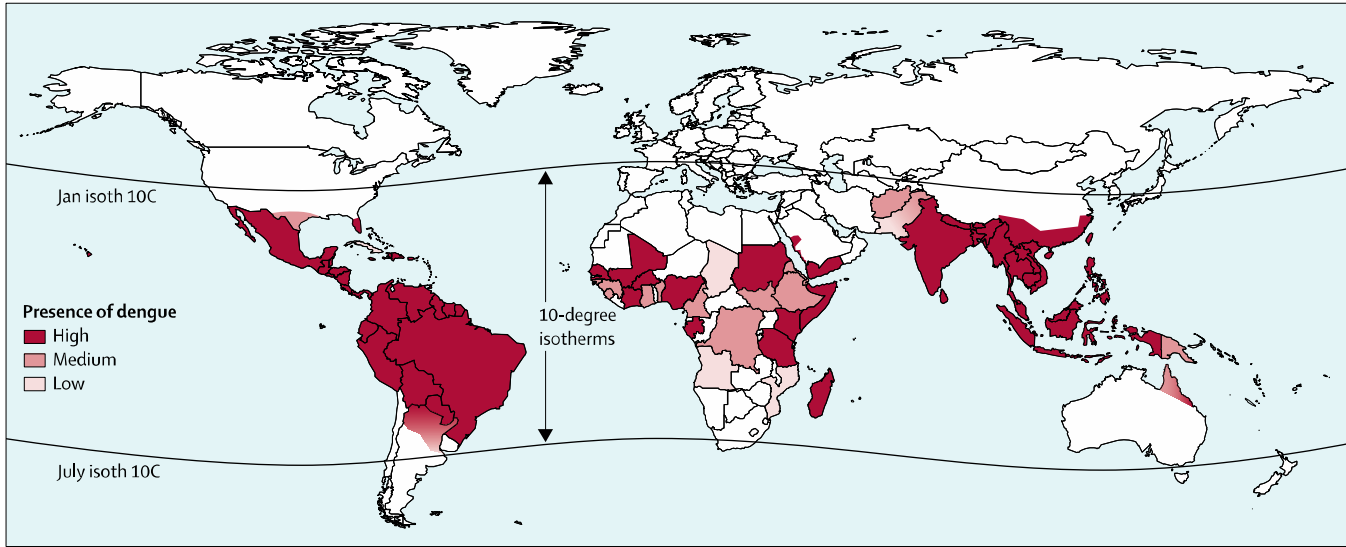 Jan isoth 10C
10-degree
isotherms
Presence of dengue
High
Medium
Low
July isoth 10C